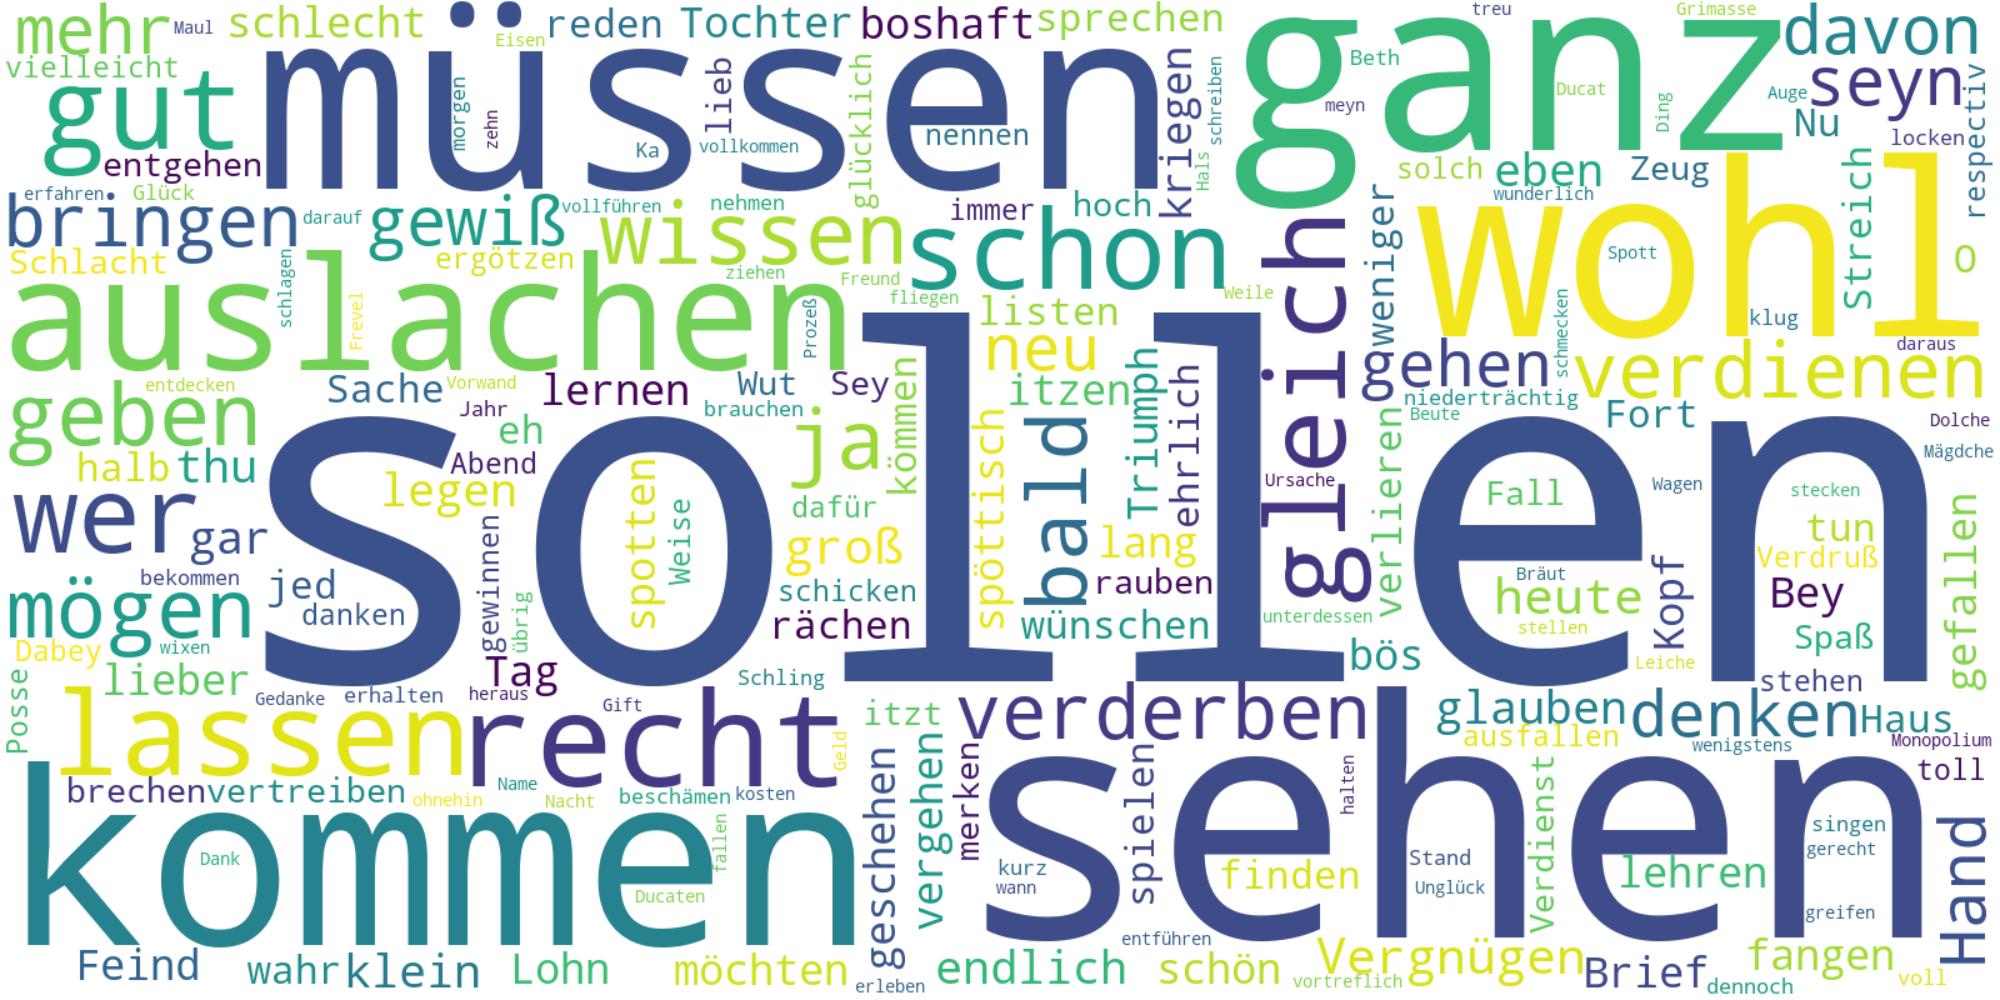 mehr
Maul
schlecht
Eisen
reden
Tochter
boshaft
sprechen
treu
Grimasse
davon
vielleicht
gut
müssen
morgen
zehn
lieb
glücklich
kriegen
schreiben
ganz
Beth
meyn
Ducat
Ding
Auge
seyn
respectiv
Nu
locken
entgehen
Ka
vollkommen
nennen
Hals
solch
eben
Zeug
erfahren
Glück
bringen
darauf
gewiß
vollführen
wissen
nehmen
immer
hoch
schon
gleich
weniger
wunderlich
wohl
Spott
Streich
O
Schlacht
schlagen
ergötzen
ziehen
Freund
fliegen
Weile
auslachen
Frevel
Prozeß
listen
neu
schmecken
klug
daraus
gehen
verdienen
geben
entdecken
Sache
Vorwand
Jahr
lernen
Wut
Sey
brauchen
kömmen
itzen
Triumph
ehrlich
niederträchtig
Beute
Fort
Dolche
Mägdche
halb
thu
eh
Abend
legen
ja
spöttisch
bald
Ursache
verlieren
Fall
Wagen
stecken
wer
gar
sollen
spotten
Weise
dafür
groß
lang
tun
Verdruß
gefallen
bekommen
jed
danken
gewinnen
übrig
schicken
rauben
rächen
wünschen
unterdessen
Bräut
heute
stellen
Kopf
Bey
Spaß
mögen
Dabey
wixen
lieber
Posse
Tag
Schling
bös
Leiche
stehen
Gedanke
erhalten
heraus
Gift
lassen
recht
Geld
itzt
verderben
glauben
denken
Haus
ausfallen
wenigstens
Monopolium
toll
brechen
vertreiben
ohnehin
Name
Nacht
beschämen
kosten
geschehen
vergehen
merken
spielen
halten
Verdienst
kommen
Dank
fallen
Ducaten
sehen
kurz
wann
finden
Stand
Unglück
lehren
singen
gerecht
greifen
Hand
Feind
wahr
klein
Lohn
möchten
erleben
endlich
entführen
schön
Vergnügen
vortreflich
Brief
dennoch
fangen
voll